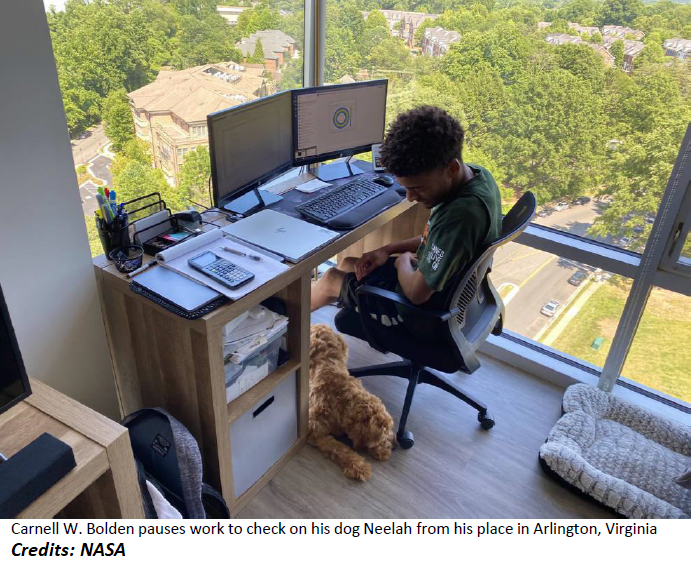 Carnell W. Bolden pauses work to check on his dog Neelah from his place in Arlington, Virginia
Credits: NASA